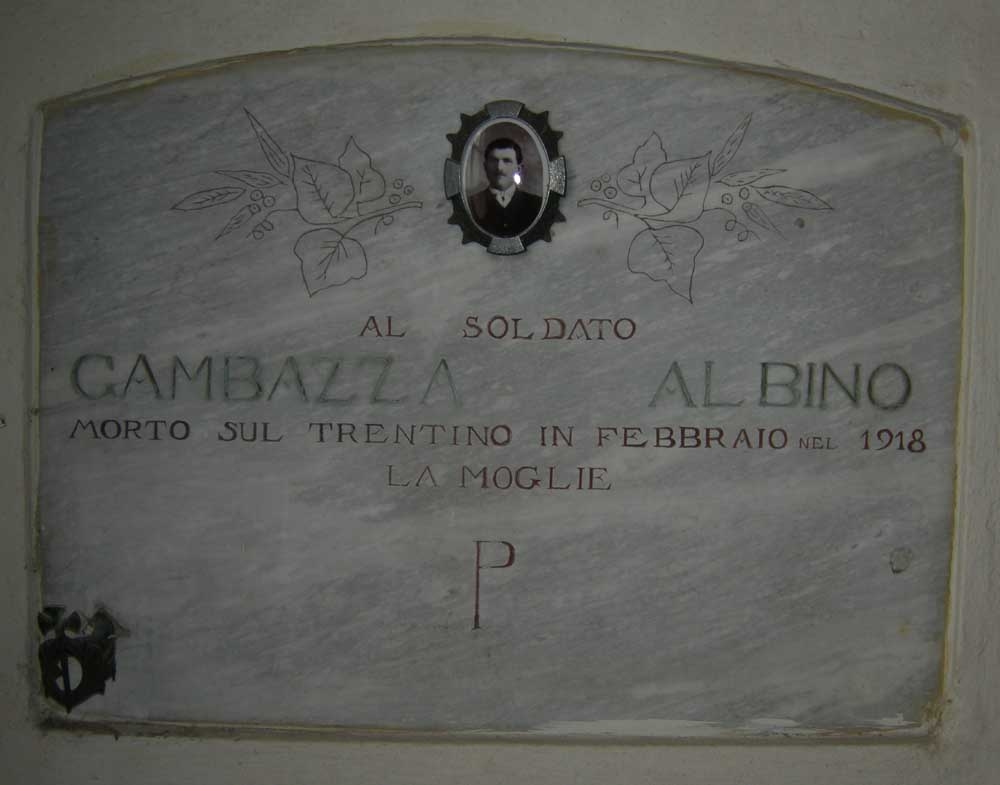 AL SOLDATO
GAMBAZZA ALBINO
MORTO SUL TRENTINO IN FEBBRAIO NEL 1918
LA MOGLIE
P